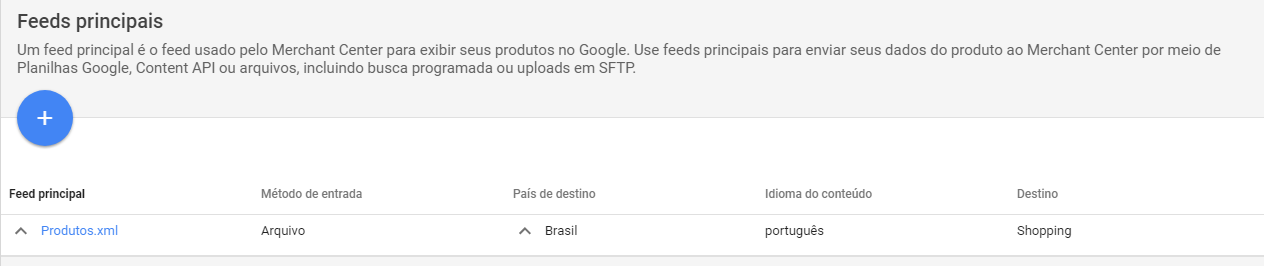 Feeds principais
Um feed principal é o feed usado pelo Merchant Center para exibir seus produtos no Google. Use feeds principais para enviar seus dados do produto ao Merchant Center por meio de
Planilhas Google, Content API ou arquivos, incluindo busca programada ou uploads em SFTP.
+
Feed principal Método de entrada País de destino Idioma do conteúdo Destino
Produtos.xml Arquivo Brasil português Shopping